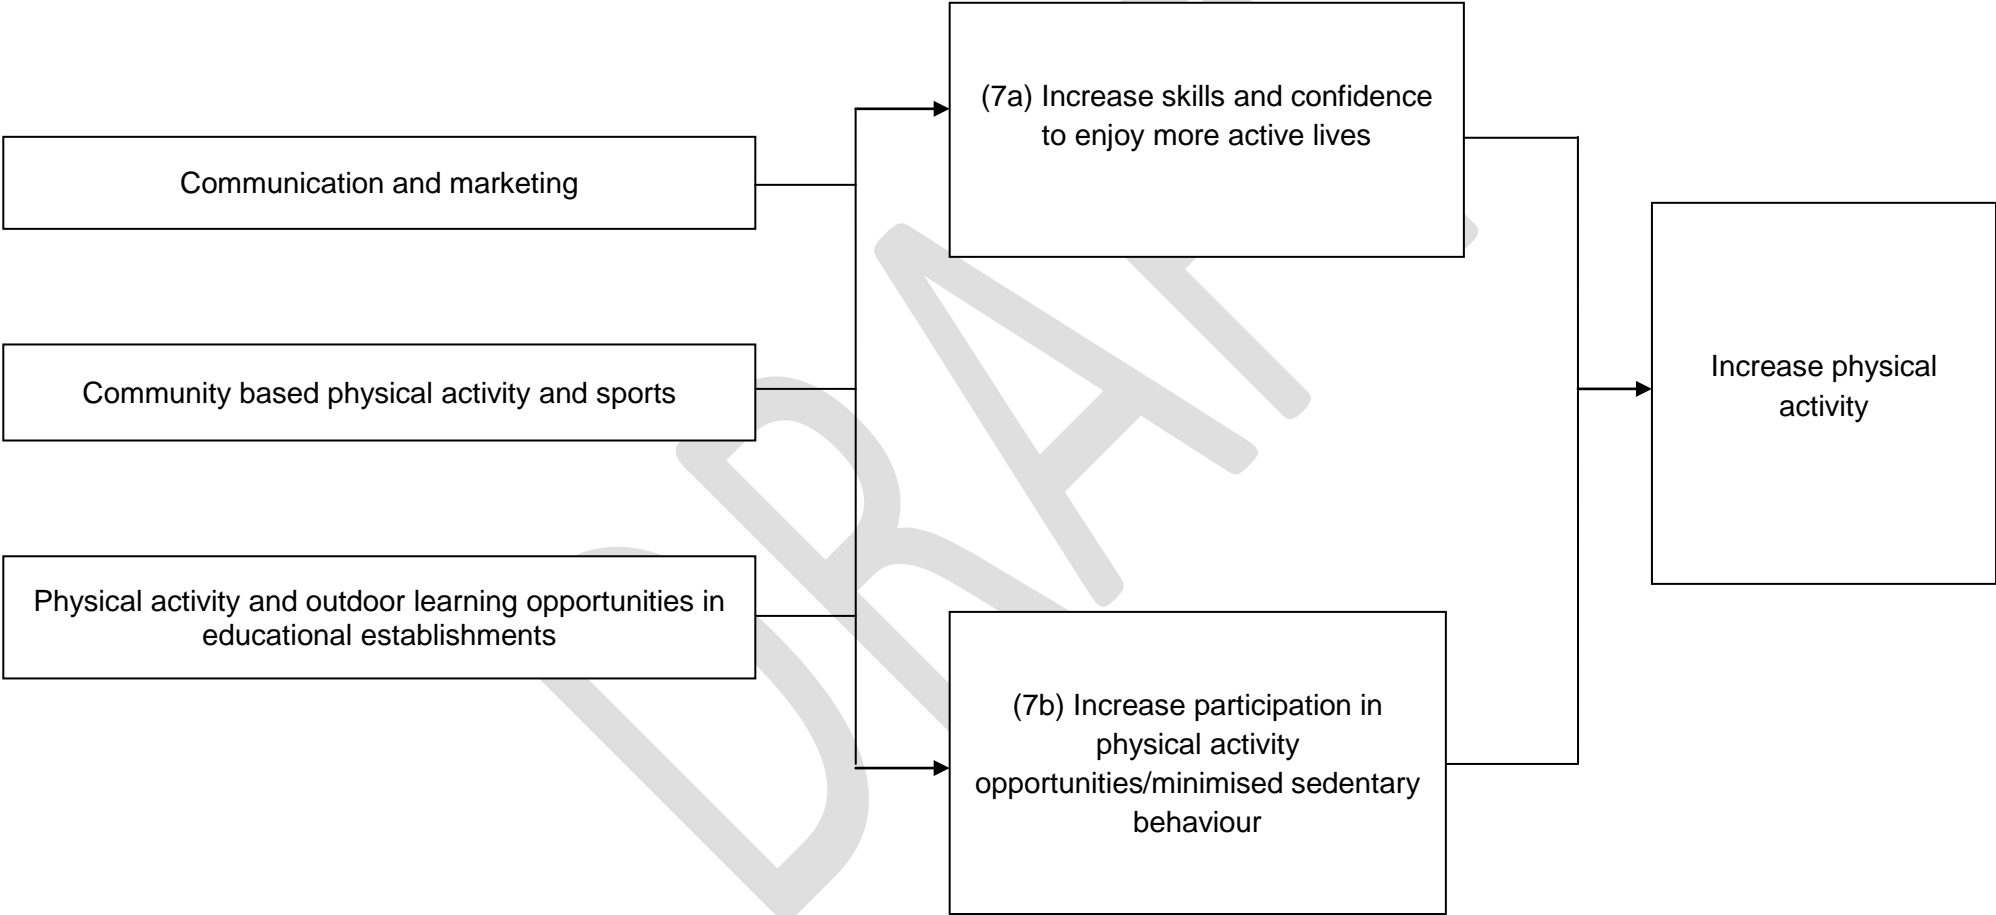 Communication and marketing
Community based physical activity and sports
Physical activity and outdoor learning opportunities in
educational establishments
(7a) Increase skills and confidence
to enjoy more active lives
(7b) Increase participation in
physical activity
opportunities/minimised sedentary
behaviour
Increase physical
activity
DRAFT